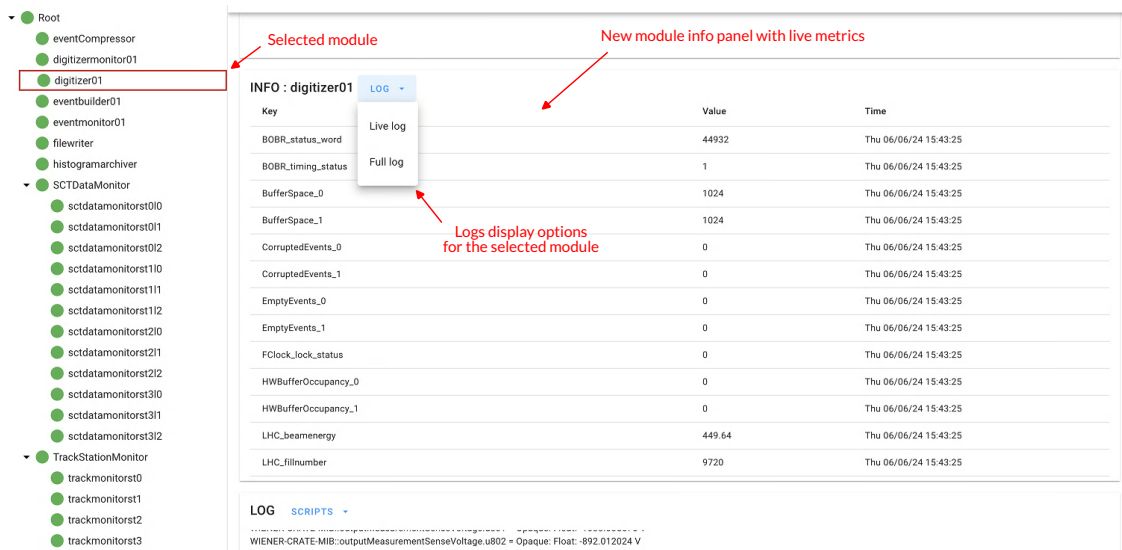 Root
eventCompressor
digitizermonitor01
digitizer01
eventbuilder01
eventmonitor01
filewriter
histogramarchiver
SCTDataMonitor
sctdatamonitorst0l0
sctdatamonitorst0l1
sctdatamonitorst0l2
sctdatamonitorst1l0
sctdatamonitorst1l1
sctdatamonitorst1l2
sctdatamonitorst2l0
sctdatamonitorst2l1
sctdatamonitorst2l2
sctdatamonitorst3l0
sctdatamonitorst3l1
sctdatamonitorst3l2
TrackStationMonitor
trackmonitorst0
trackmonitorst1
trackmonitorst2
trackmonitorst3
Selected module
New module info panel with live metrics
INFO : digitizer01 LOG
Live log
Full log
Logs display options
for the selected module
Key Value Time
BOBR_status_word 44932 Thu 06/06/24 15:43:25
BOBR_timing_status 1 Thu 06/06/24 15:43:25
BufferSpace_0 1024 Thu 06/06/24 15:43:25
BufferSpace_1 1024 Thu 06/06/24 15:43:25
CorruptedEvents_0 0 Thu 06/06/24 15:43:25
CorruptedEvents_1 0 Thu 06/06/24 15:43:25
EmptyEvents_0 0 Thu 06/06/24 15:43:25
EmptyEvents_1 0 Thu 06/06/24 15:43:25
FClock_lock_status 0 Thu 06/06/24 15:43:25
HWBufferOccupancy_0 0 Thu 06/06/24 15:43:25
HWBufferOccupancy_1 0 Thu 06/06/24 15:43:25
LHC_beamenergy 449.64 Thu 06/06/24 15:43:25
LHC_fillnumber 9720 Thu 06/06/24 15:43:25
LOG SCRIPTS
WIENER-CRATE-MIB::outputMeasurementSenseVoltage.u802 = Opaque: Float: -892.012024 V